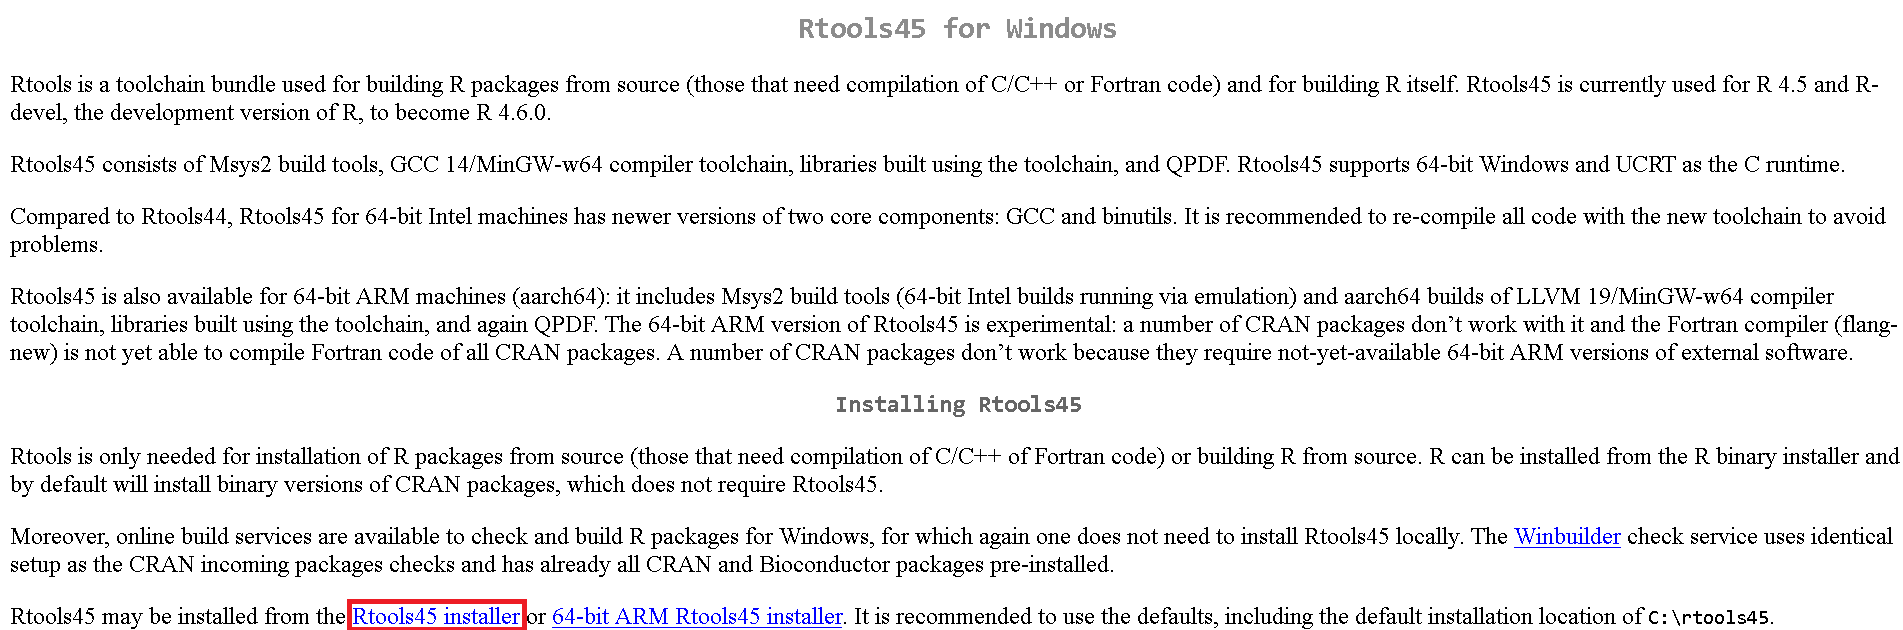 Rtools45 for Windows
Rtools is a toolchain bundle used for building R packages from source (those that need compilation of C/C++ or Fortran code) and for building R itself. Rtools45 is currently used for R 4.5 and R-
devel, the development version of R, to become R 4.6.0.
Rtools45 consists of Msys2 build tools, GCC 14/MinGW-w64 compiler toolchain, libraries built using the toolchain, and QPDF. Rtools45 supports 64-bit Windows and UCRT as the C runtime.
Compared to Rtools44, Rtools45 for 64-bit Intel machines has newer versions of two core components: GCC and binutils. It is recommended to re-compile all code with the new toolchain to avoid
problems.
Rtools45 is also available for 64-bit ARM machines (aarch64): it includes Msys2 build tools (64-bit Intel builds running via emulation) and aarch64 builds of LLVM 19/MinGW-w64 compiler
toolchain, libraries built using the toolchain, and again QPDF. The 64-bit ARM version of Rtools45 is experimental: a number of CRAN packages don’t work with it and the Fortran compiler (flang-
new) is not yet able to compile Fortran code of all CRAN packages. A number of CRAN packages don’t work because they require not-yet-available 64-bit ARM versions of external software.
Installing Rtools45
Rtools is only needed for installation of R packages from source (those that need compilation of C/C++ of Fortran code) or building R from source. R can be installed from the R binary installer and
by default will install binary versions of CRAN packages, which does not require Rtools45.
Moreover, online build services are available to check and build R packages for Windows, for which again one does not need to install Rtools45 locally. The Winbuilder check service uses identical
setup as the CRAN incoming packages checks and has already all CRAN and Bioconductor packages pre-installed.
Rtools45 may be installed from the Rtools45 installer or 64-bit ARM Rtools45 installer. It is recommended to use the defaults, including the default installation location of C:\rtools45.